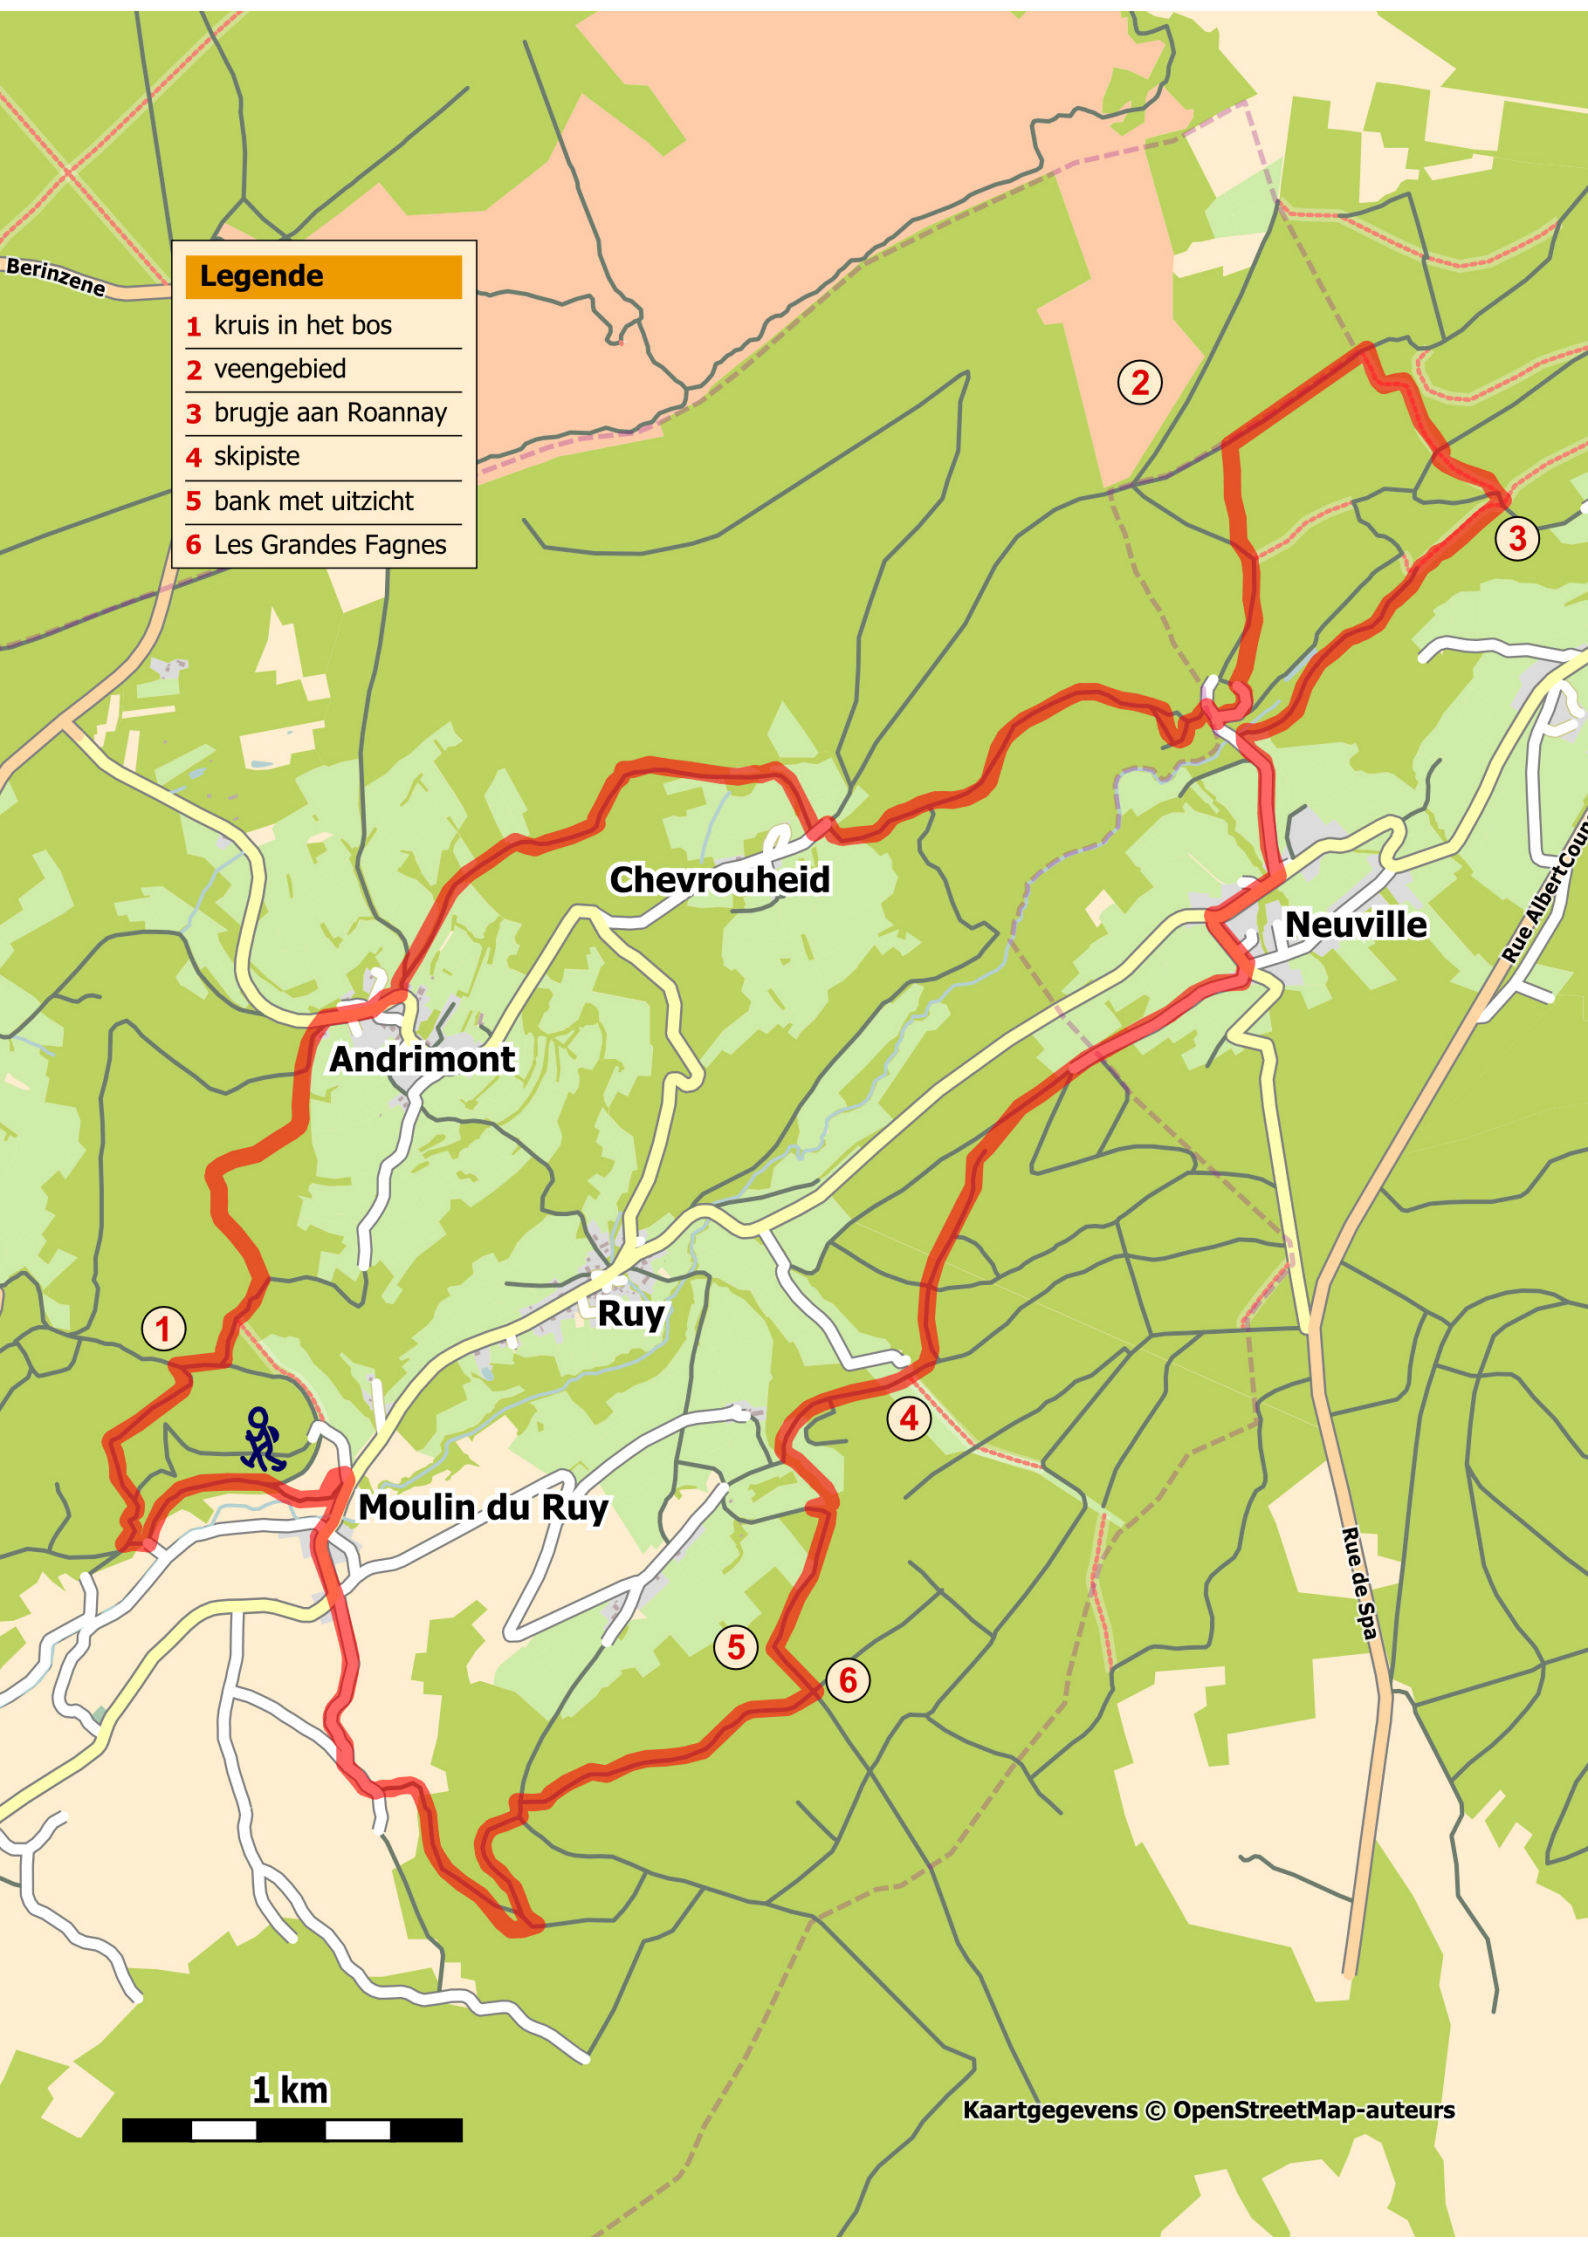 Berinzene
Legende
1 kruis in het bos
2 veengebied
3 brugje aan Roannay
4 skipiste
5 bank met uitzicht
6 Les Grandes Fagnes
2
3
Chevrouheid
Neuville
Rue Albert
Andrimont
Ruy
1
4
Moulin du Ruy
Rue de Spa
5
6
1 km
Kaartgegevens © OpenStreetMap-auteurs